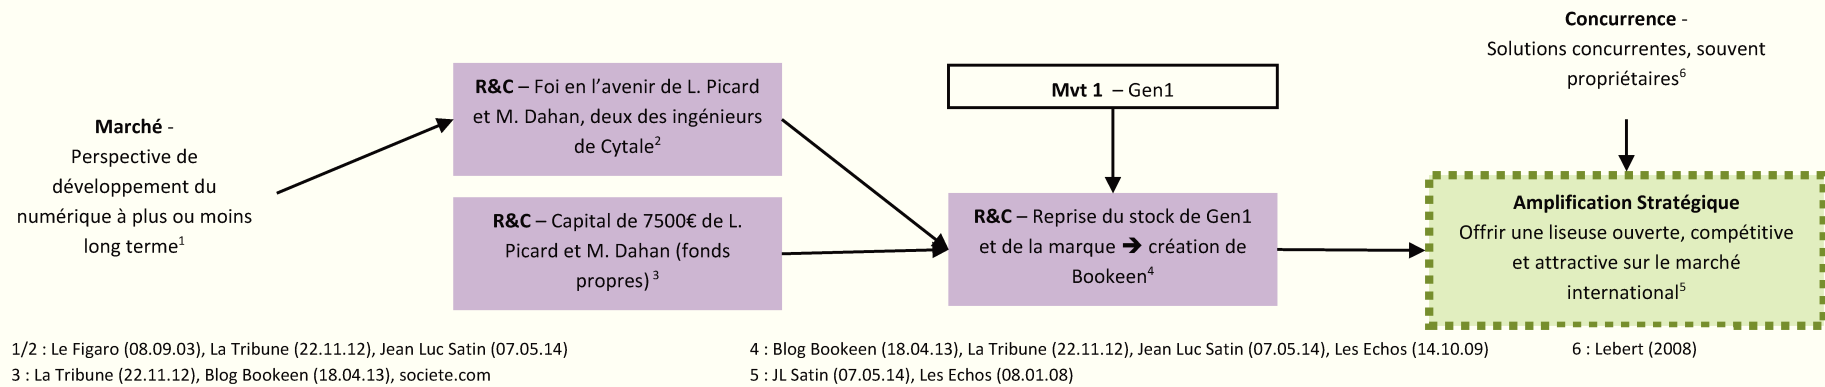 Marché -
Perspective de
développement du
numérique à plus ou moins
long terme1
R&C – Foi en l’avenir de L. Picard
et M. Dahan, deux des ingénieurs
de Cytale2
R&C – Capital de 7500€ de L.
Picard et M. Dahan (fonds
propres) 3
Mvt 1 – Gen1
R&C – Reprise du stock de Gen1
et de la marque ➔ création de
Bookeen4
Concurrence -
Solutions concurrentes, souvent
propriétaires6
Amplification Stratégique
Offrir une liseuse ouverte, compétitive
et attractive sur le marché
international5
1/2 : Le Figaro (08.09.03), La Tribune (22.11.12), Jean Luc Satin (07.05.14)
3 : La Tribune (22.11.12), Blog Bookeen (18.04.13), societe.com
4 : Blog Bookeen (18.04.13), La Tribune (22.11.12), Jean Luc Satin (07.05.14), Les Echos (14.10.09)
5 : JL Satin (07.05.14), Les Echos (08.01.08)
6 : Lebert (2008)